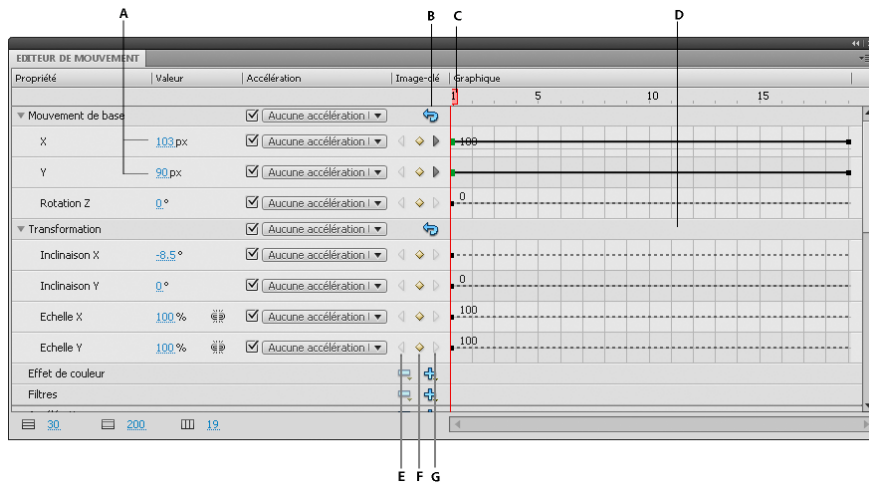 A
B
C
D
EDITEUR DE MOUVEMENT
Propriété Valeur Accélération Image-clé Graphique
1 5 10 15
Mouvement de base Aucune accélération
X 103 px Aucune accélération 100
Y 90 px Aucune accélération
Rotation Z 0 ° Aucune accélération 0
Transformation Aucune accélération
Inclinaison X -8,5 ° Aucune accélération
Inclinaison Y 0 ° Aucune accélération 0
Echelle X 100 % Aucune accélération 100
Echelle Y 100 % Aucune accélération 100
Effet de couleur
Filtres
30 200 19
E F G